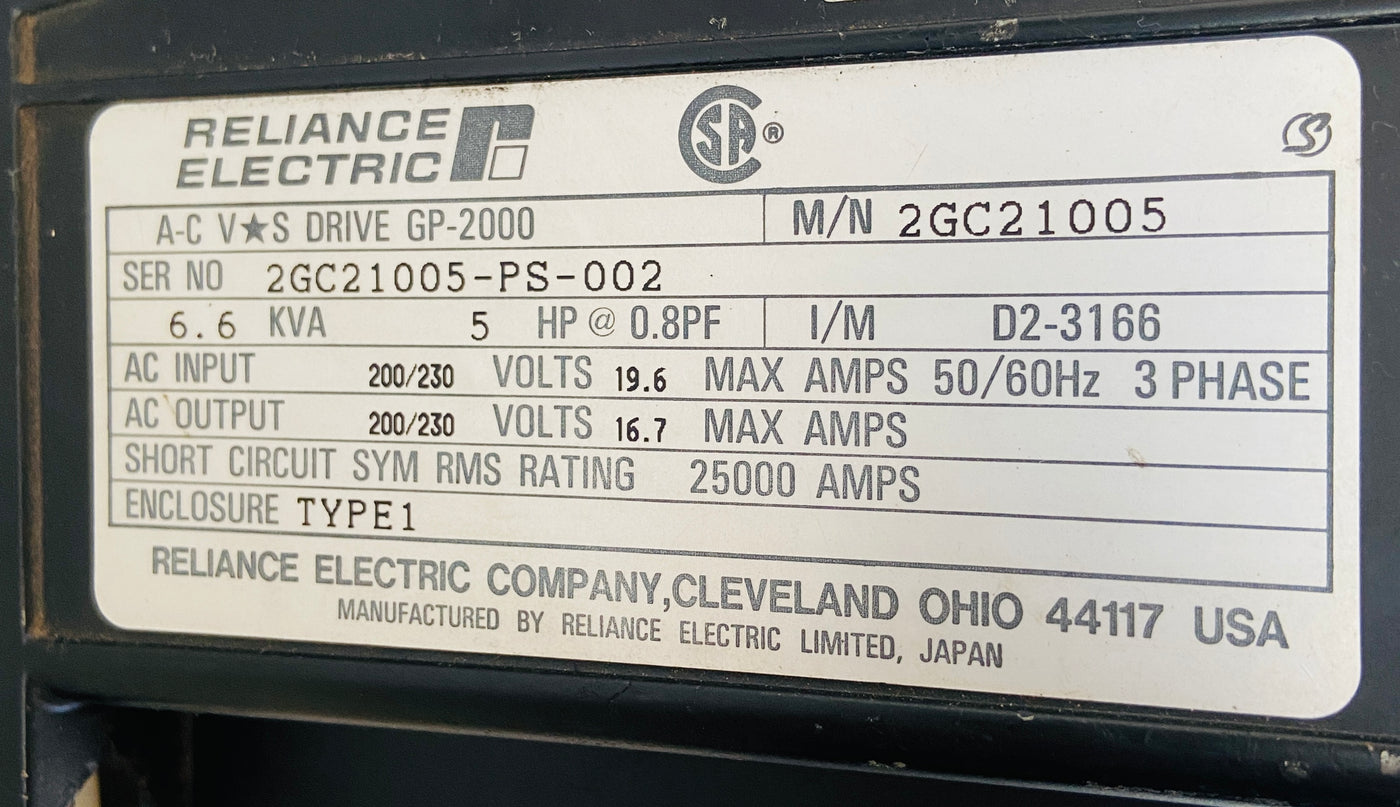 RELIANCE
ELECTRIC
SA ®
A-C V★S DRIVE GP-2000 M/N 2GC21005
SER NO 2GC21005-PS-002
6.6 KVA 5 HP @ 0.8PF I/M D2-3166
AC INPUT 200/230 VOLTS 19.6 MAX AMPS 50/60Hz 3 PHASE
AC OUTPUT 200/230 VOLTS 16.7 MAX AMPS
SHORT CIRCUIT SYM RMS RATING 25000 AMPS
ENCLOSURE TYPE1
RELIANCE ELECTRIC COMPANY,CLEVELAND OHIO 44117 USA
MANUFACTURED BY RELIANCE ELECTRIC LIMITED, JAPAN